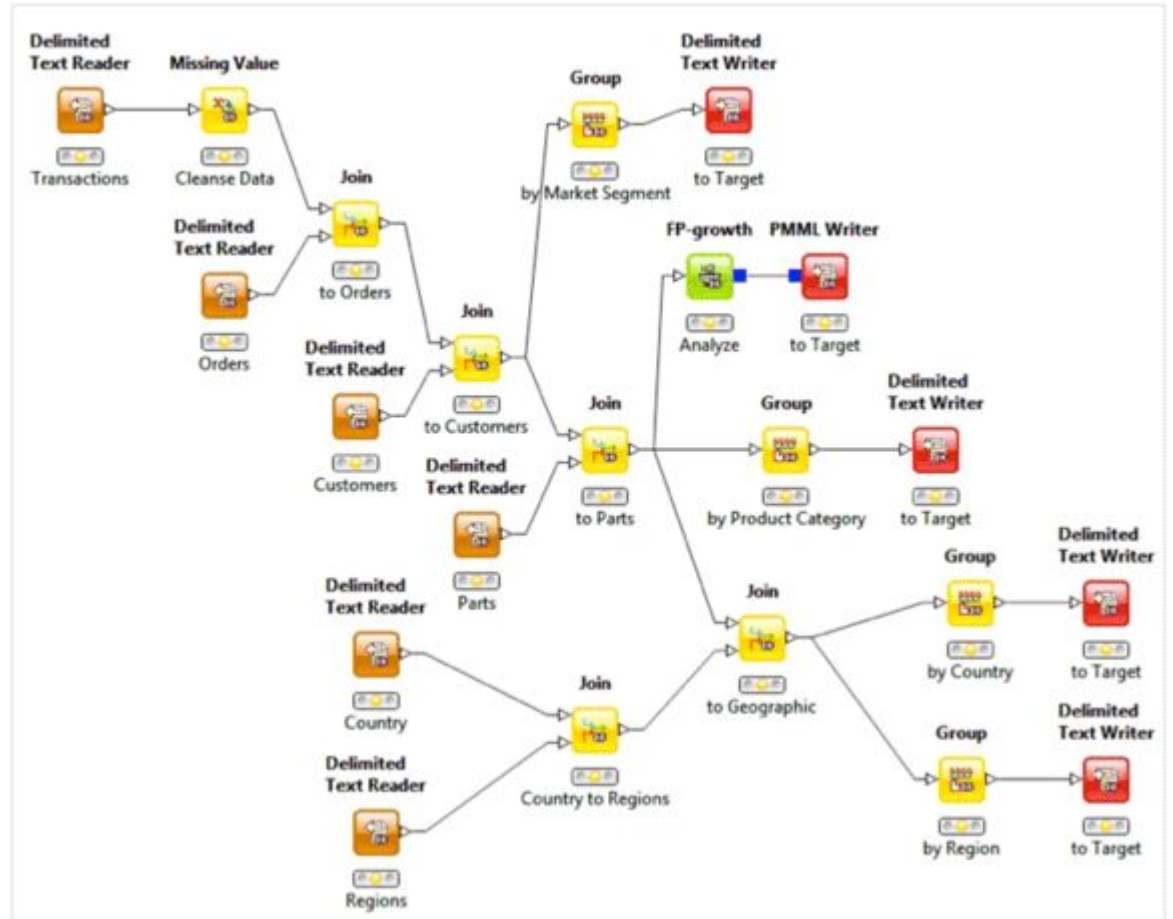 Delimited
Text Reader
Transactions
Missing Value
Cleanse Data
Delimited
Text Reader
Orders
Join
to Orders
Delimited
Text Reader
Customers
Join
to Customers
Group
by Market Segment
Delimited
Text Writer
to Target
Delimited
Text Reader
Parts
Join
to Parts
FP-growth
Analyze
PMML Writer
to Target
Group
by Product Category
Delimited
Text Writer
to Target
Delimited
Text Reader
Country
Delimited
Text Reader
Regions
Join
Country to Regions
Join
to Geographic
Group
by Country
Delimited
Text Writer
to Target
Group
by Region
Delimited
Text Writer
to Target